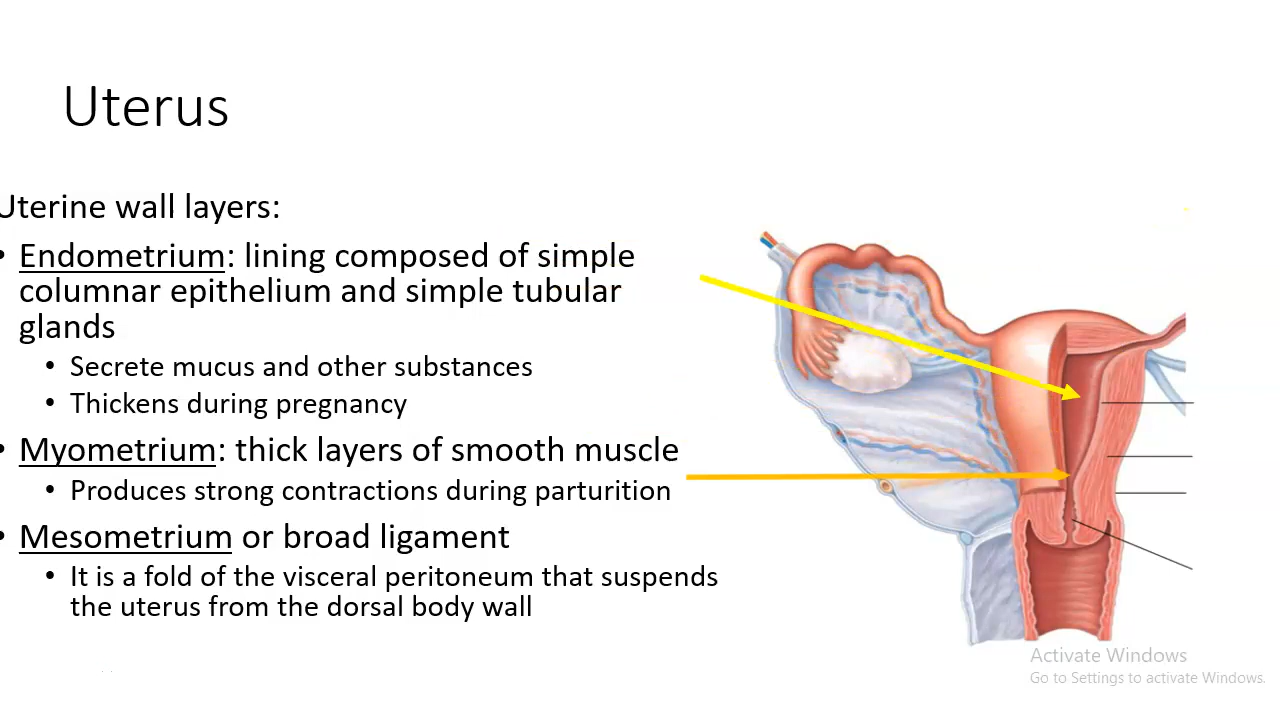 Uterus
Uterine wall layers:
• Endometrium: lining composed of simple
columnar epithelium and simple tubular
glands
• Secrete mucus and other substances
• Thickens during pregnancy
• Myometrium: thick layers of smooth muscle
• Produces strong contractions during parturition
• Mesometrium or broad ligament
• It is a fold of the visceral peritoneum that suspends
the uterus from the dorsal body wall
Activate Windows
Go to Settings to activate Windows.